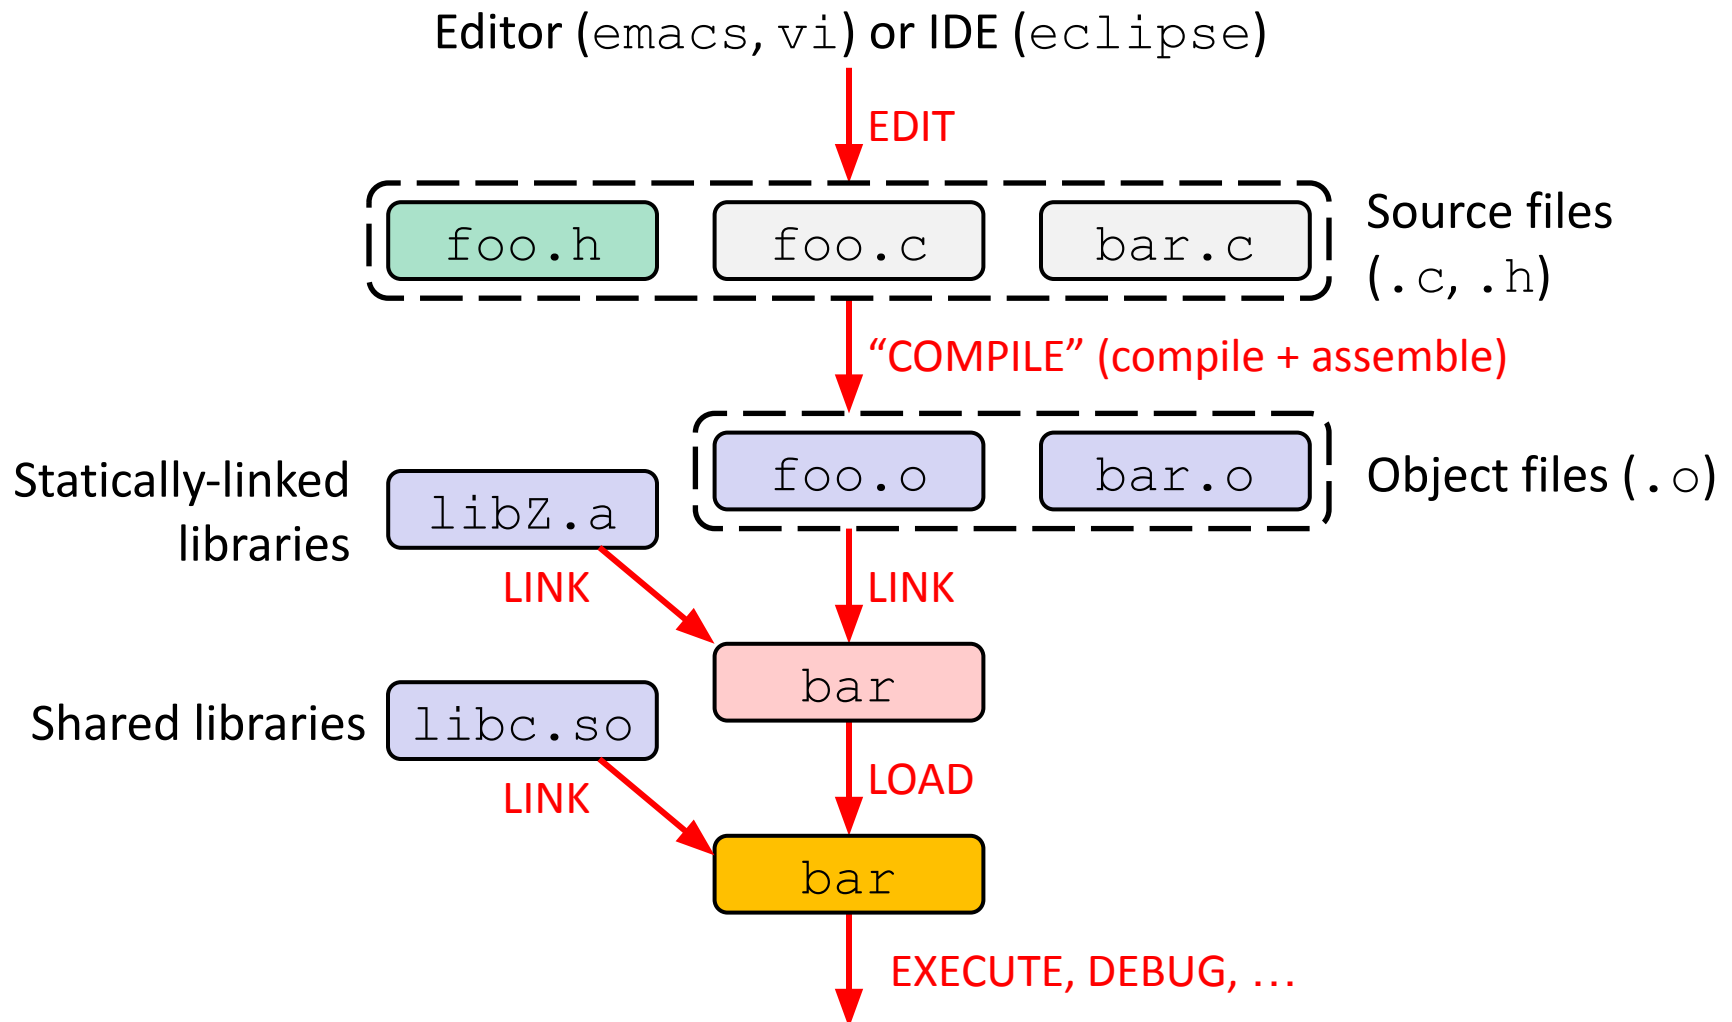 Editor (emacs, vi) or IDE (eclipse)
EDIT
foo.h
foo.c
bar.c
Source files
(.c, .h)
“COMPILE” (compile + assemble)
Statically-linked
libraries
libZ.a
foo.o
bar.o
Object files (.o)
LINK
LINK
bar
Shared libraries
libc.so
LINK
LOAD
bar
EXECUTE, DEBUG, …